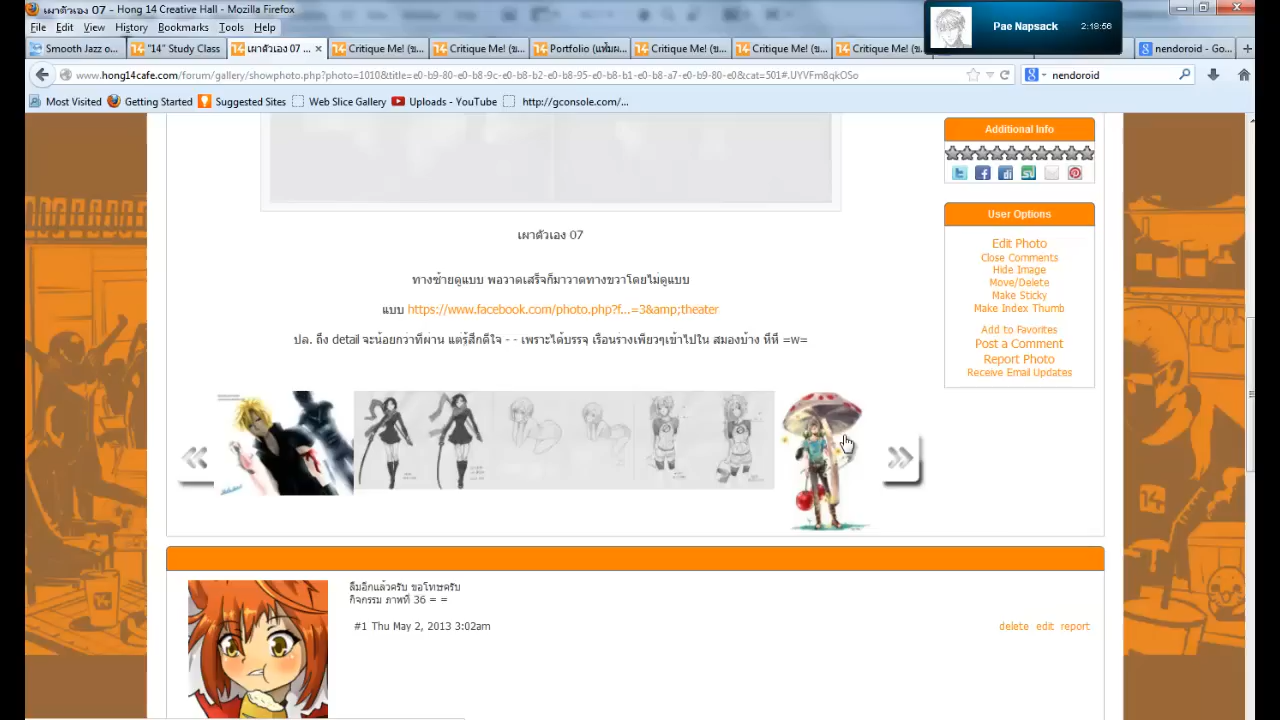 เผาตัวเอง 07 - Hong 14 Creative Hall - Mozilla Firefox
File Edit View History Bookmarks Tools Help
Pae Napsack 2:18:56
Smooth Jazz o... "14" Study Class เผาตัวเอง 07 ... × Critique Me! (ข... Critique Me! (ข... Portfolio (แฟ้มผ... Critique Me! (ข... Critique Me! (ข... Critique Me! (ข... nendoroid - Go...
www.hong14cafe.com/forum/gallery/showphoto.php?photo=1010&title=e0-b9-80-e0-b8-9c-e0-b8-b2-e0-b8-95-e0-b8-b1-e0-b8-a7-e0-b9-80-e0&cat=501#.UYVFm8qkOSo nendoroid
Most Visited Getting Started Suggested Sites Web Slice Gallery Uploads - YouTube http://gconsole.com/...
Additional Info
User Options
เผาตัวเอง 07
Edit Photo
Close Comments
Hide Image
Move/Delete
Make Sticky
Make Index Thumb
Add to Favorites
Post a Comment
Report Photo
Receive Email Updates
ทางซ้ายดูแบบ พอวาดเสร็จก็มาวาดทางขวาโดยไม่ดูแบบ
แบบ https://www.facebook.com/photo.php?f...=3&amp;theater
ปล. ถึง detail จะน้อยกว่าที่ผ่าน แต่รู้สึกดีใจ - - เพราะได้บรรจุ เรือนร่างเพียวๆเข้าไปใน สมองบ้าง หึหึ =w=
ลืมอีกแล้วครับ ขอโทษครับ
กิจกรรม ภาพที่ 36 = =
#1 Thu May 2, 2013 3:02am delete edit report